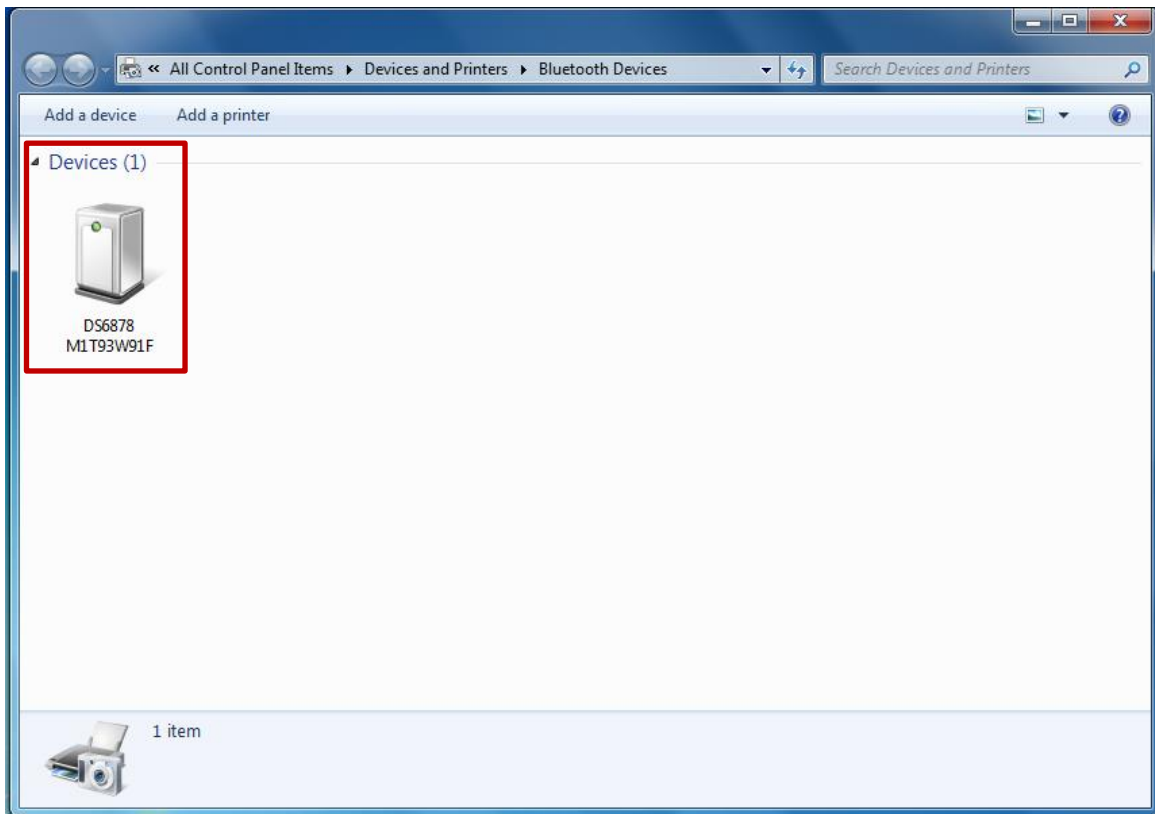 « All Control Panel Items ▸ Devices and Printers ▸ Bluetooth Devices
Search Devices and Printers
Add a device Add a printer
Devices (1)
DS6878
M1T93W91F
1 item